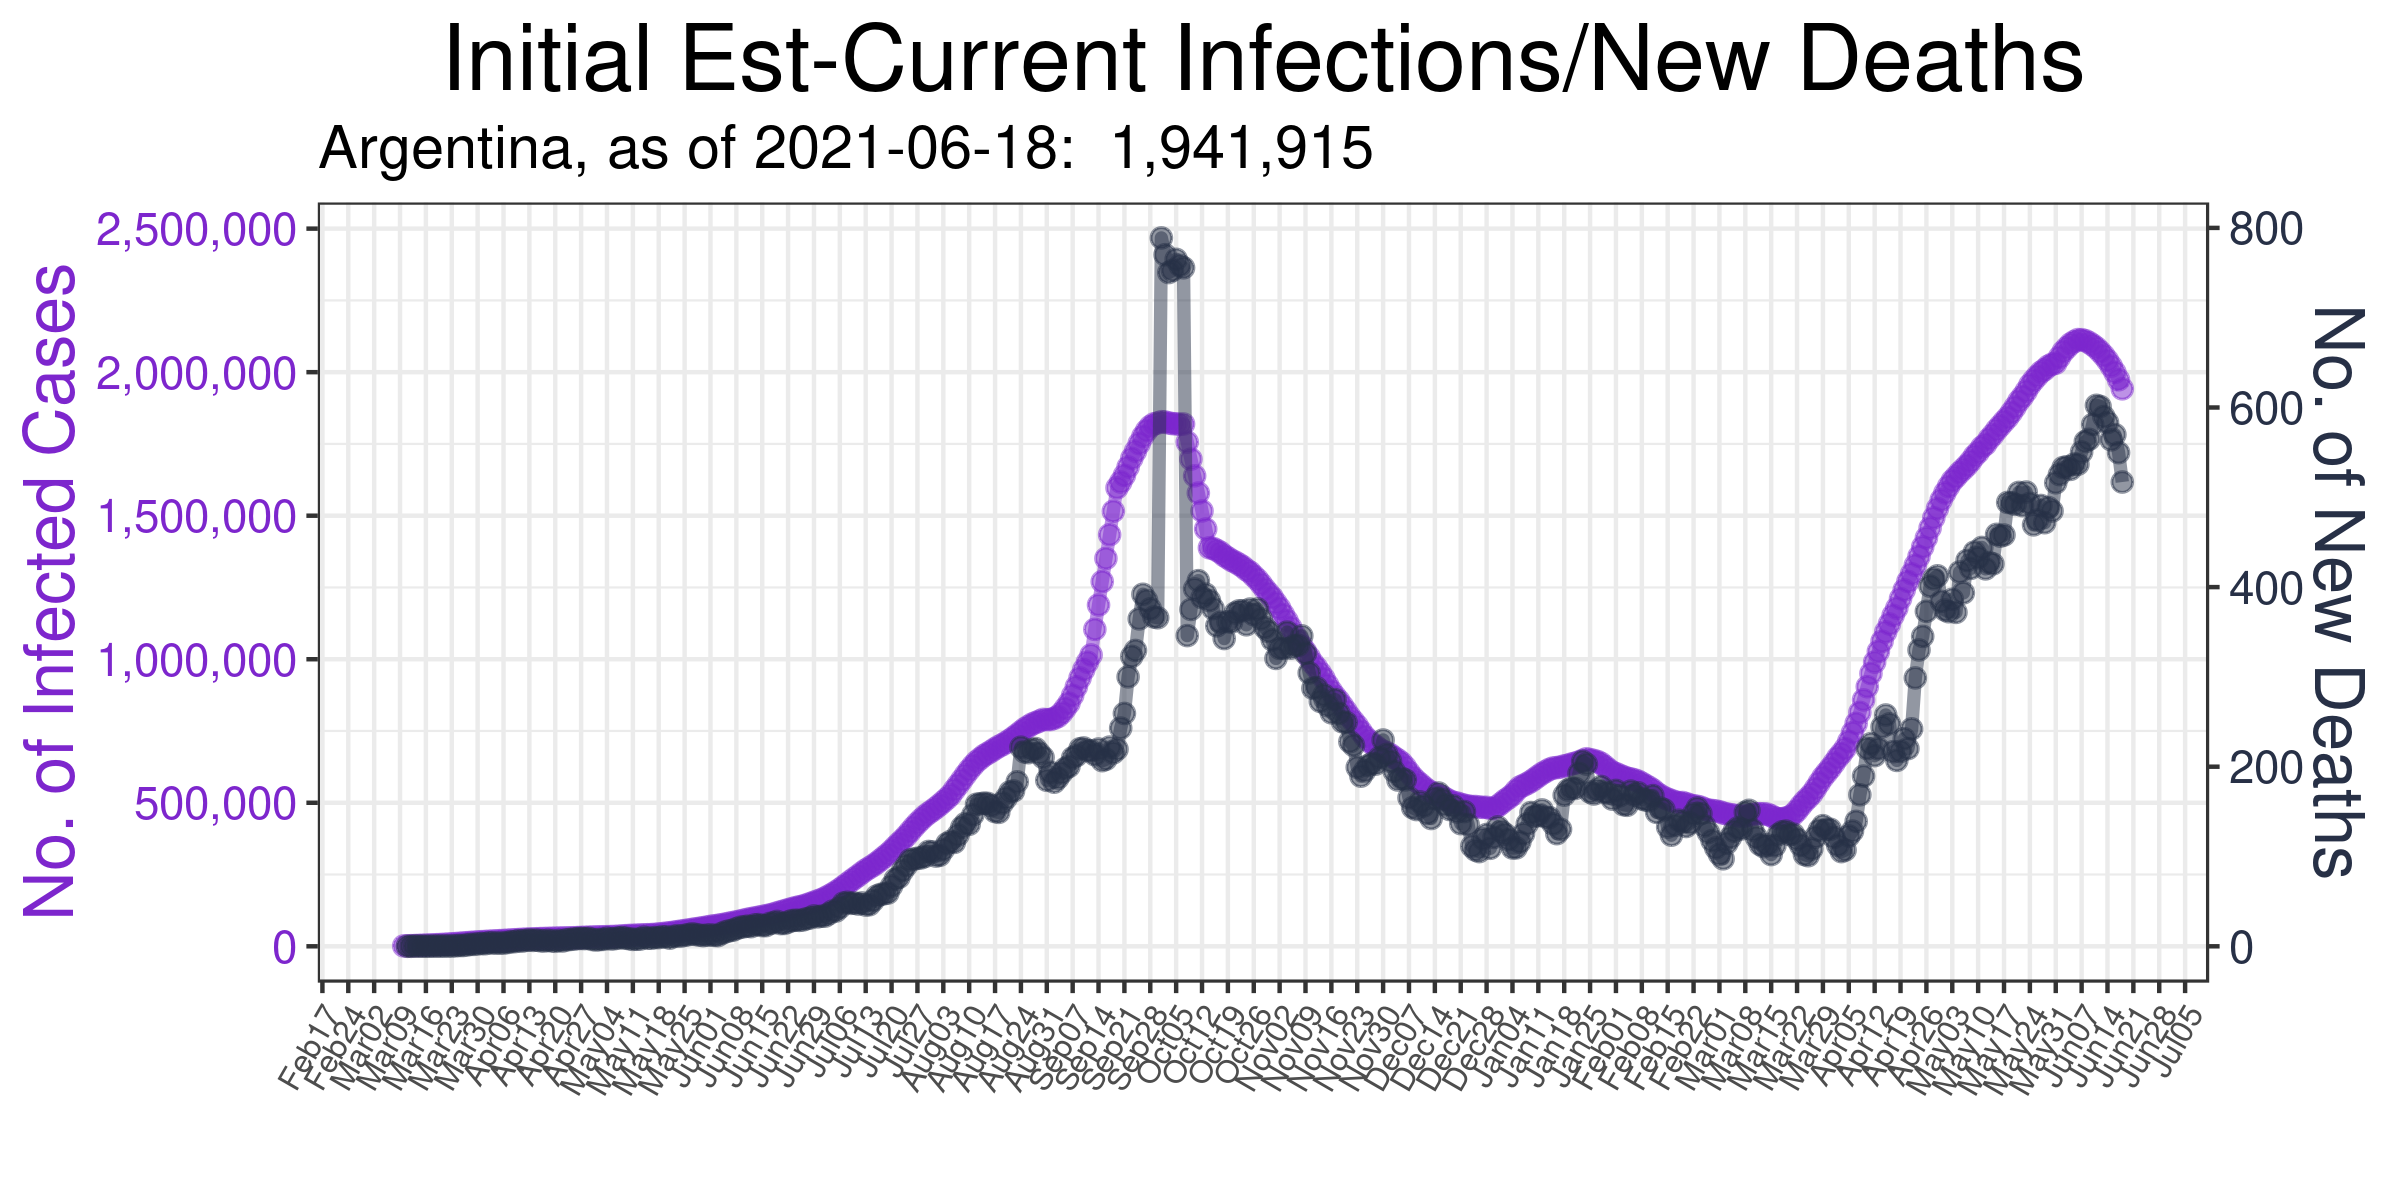 Initial Est-Current Infections/New Deaths
Argentina, as of 2021-06-18:  1,941,915
No. of Infected Cases
2,500,000
2,000,000
1,500,000
1,000,000
500,000
0
800
600
400
200
0
No. of New Deaths
Feb17
Feb24
Mar02
Mar09
Mar16
Mar23
Mar30
Apr06
Apr13
Apr20
Apr27
May04
May11
May18
May25
Jun01
Jun08
Jun15
Jun22
Jun29
Jul06
Jul13
Jul20
Jul27
Aug03
Aug10
Aug17
Aug24
Aug31
Sep07
Sep14
Sep21
Sep28
Oct05
Oct12
Oct19
Oct26
Nov02
Nov09
Nov16
Nov23
Nov30
Dec07
Dec14
Dec21
Dec28
Jan04
Jan11
Jan18
Jan25
Feb01
Feb08
Feb15
Feb22
Mar01
Mar08
Mar15
Mar22
Mar29
Apr05
Apr12
Apr19
Apr26
May03
May10
May17
May24
May31
Jun07
Jun14
Jun21
Jun28
Jul05